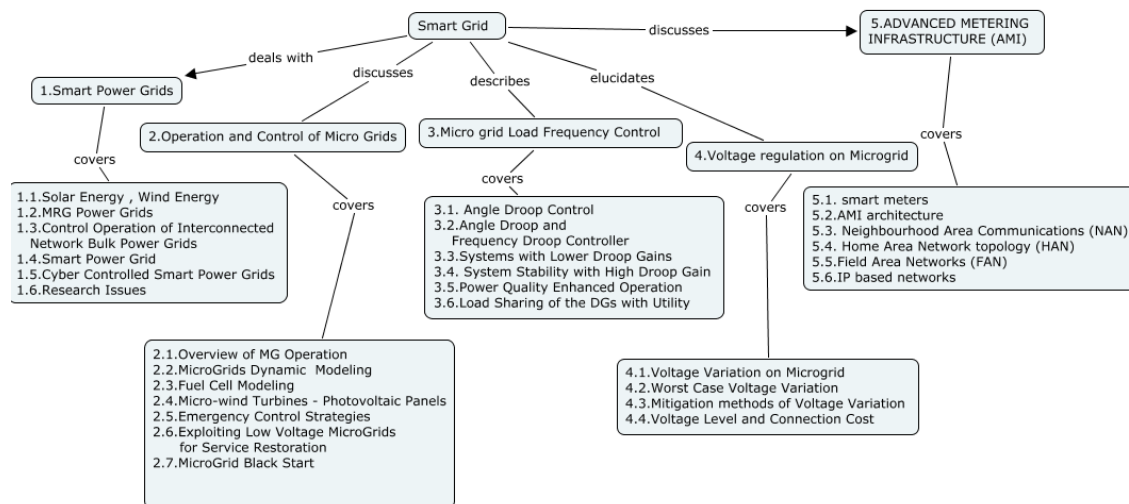 Smart Grid
deals with
discusses
describes
elucidates
discusses
5.ADVANCED METERING
INFRASTRUCTURE (AMI)
1.Smart Power Grids
2.Operation and Control of Micro Grids
3.Micro grid Load Frequency Control
4.Voltage regulation on Microgrid
covers
1.1.Solar Energy , Wind Energy
1.2.MRG Power Grids
1.3.Control Operation of Interconnected
Network Bulk Power Grids
1.4.Smart Power Grid
1.5.Cyber Controlled Smart Power Grids
1.6.Research Issues
covers
2.1.Overview of MG Operation
2.2.MicroGrids Dynamic Modeling
2.3.Fuel Cell Modeling
2.4.Micro-wind Turbines - Photovoltaic Panels
2.5.Emergency Control Strategies
2.6.Exploiting Low Voltage MicroGrids
for Service Restoration
2.7.MicroGrid Black Start
covers
3.1. Angle Droop Control
3.2.Angle Droop and
Frequency Droop Controller
3.3.Systems with Lower Droop Gains
3.4. System Stability with High Droop Gain
3.5.Power Quality Enhanced Operation
3.6.Load Sharing of the DGs with Utility
covers
4.1.Voltage Variation on Microgrid
4.2.Worst Case Voltage Variation
4.3.Mitigation methods of Voltage Variation
4.4.Voltage Level and Connection Cost
covers
5.1. smart meters
5.2.AMI architecture
5.3. Neighbourhood Area Communications (NAN)
5.4. Home Area Network topology (HAN)
5.5.Field Area Networks (FAN)
5.6.IP based networks